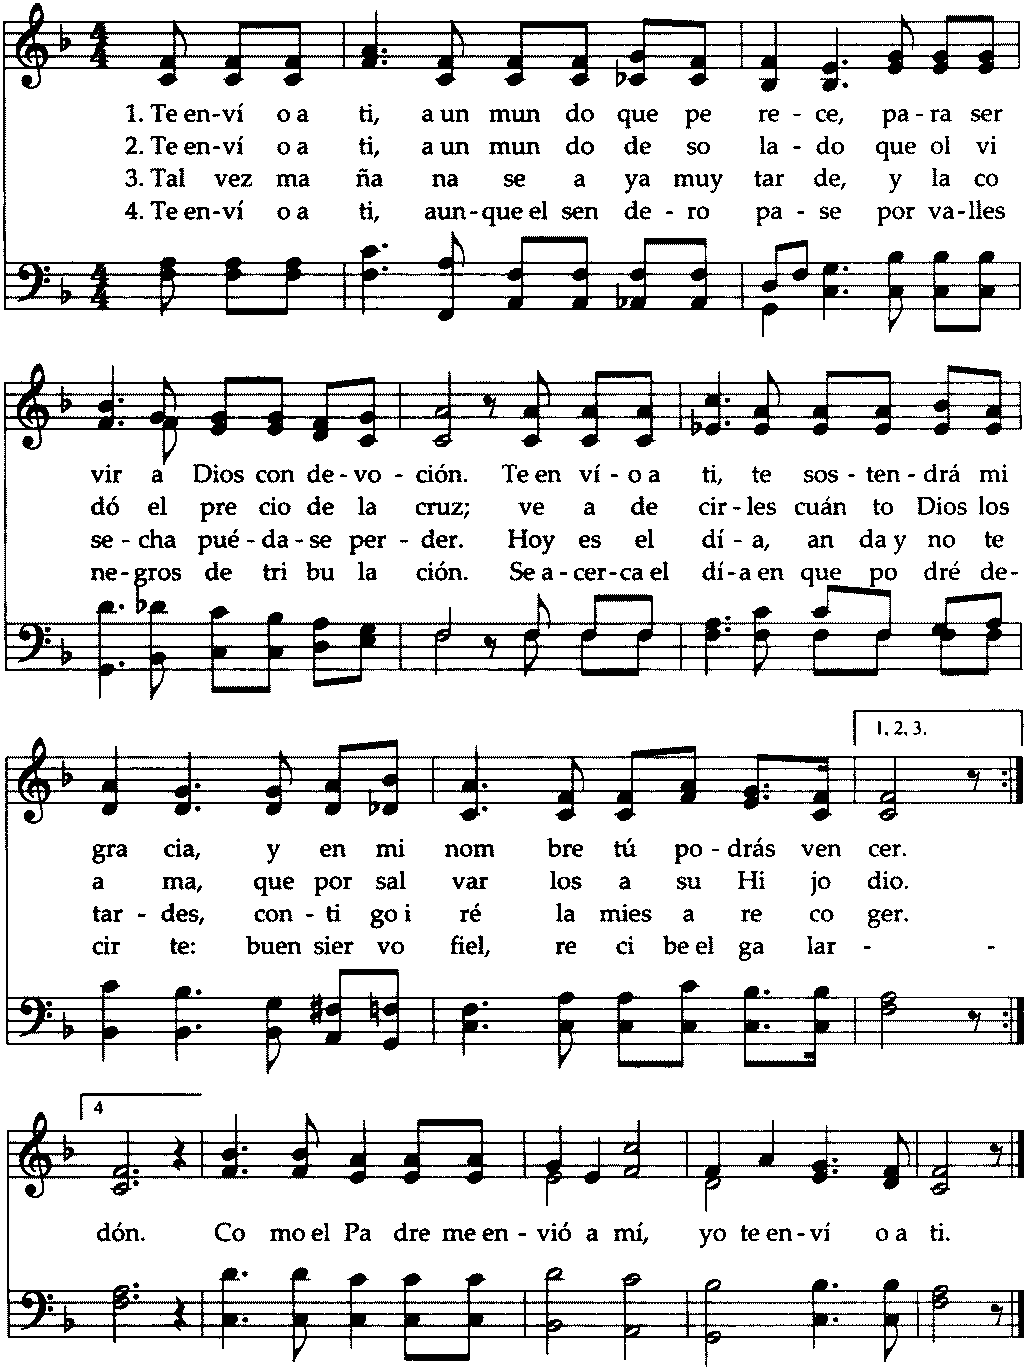 1. Te en-ví o a ti, a un mun do que pe re - ce, pa - ra ser
2. Te en-ví o a ti, a un mun do de so la - do que ol vi
3. Tal vez ma ña na se a ya muy tar de, y la co
4. Te en-ví o a ti, aun-que el sen de - ro pa - se por va-lles
vir a Dios con de - vo - ción. Te en ví - o a ti, te sos - ten - drá mi
dó el pre cio de la cruz; ve a de cir - les cuán to Dios los
se - cha pué - da - se per - der. Hoy es el dí - a, an da y no te
ne - gros de tri bu la ción. Se a - cer - ca el dí - a en que po dré de-
1, 2, 3.
gra cia, y en mi nom bre tú po - drás ven cer.
a ma, que por sal var los a su Hi jo dio.
tar - des, con - ti go i ré la mies a re co ger.
cir te: buen sier vo fiel, re ci be el ga lar - -
4
dón. Co mo el Pa dre me en - vió a mí, yo te en - ví o a ti.